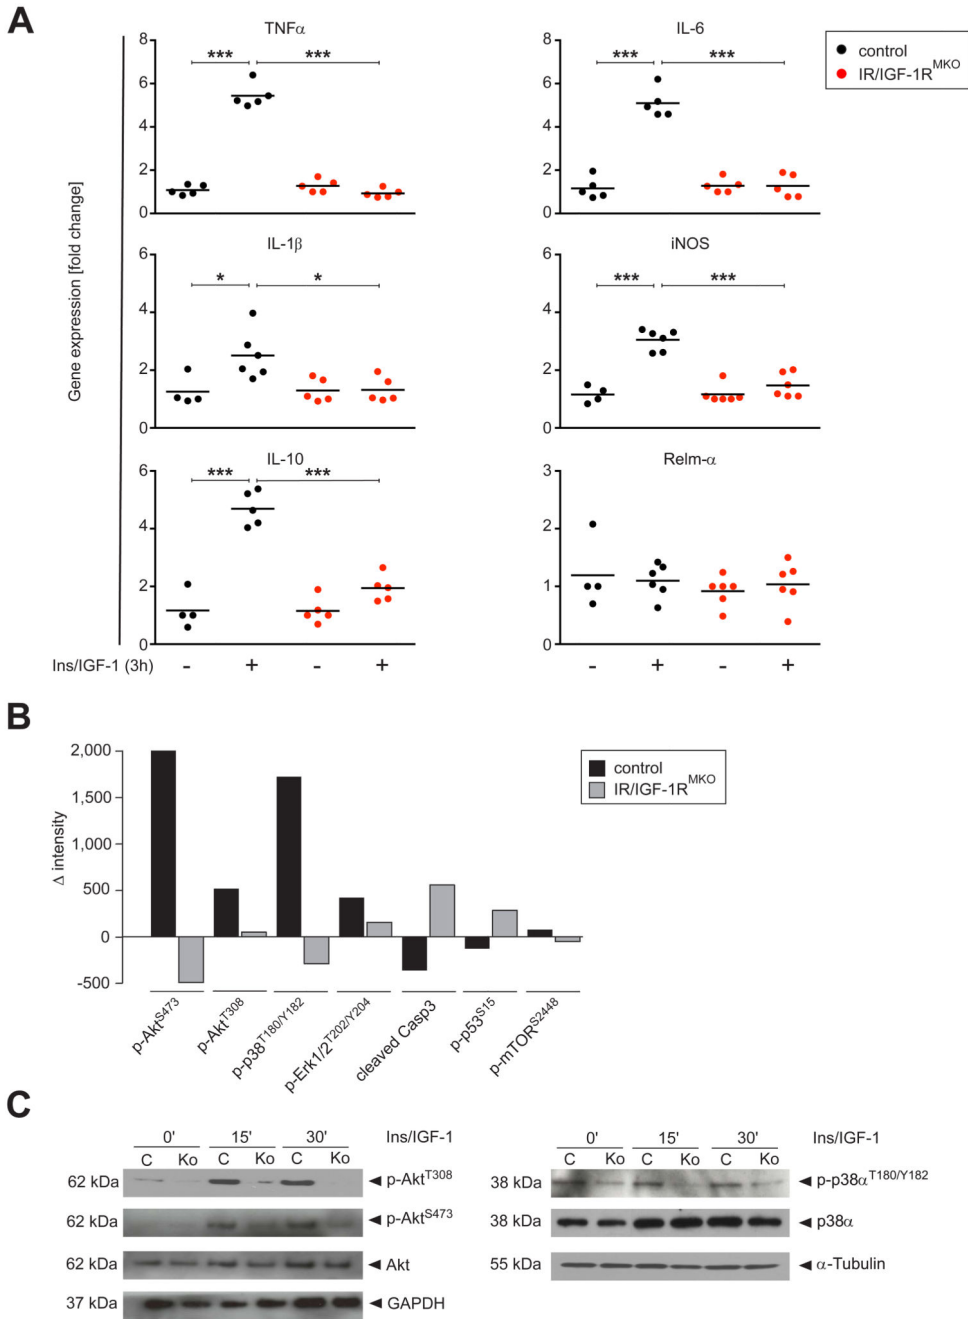 A
TNFα
IL-6
control
IR/IGF-1R^MKO
Gene expression [fold change]
8
6
4
2
0
*** ***
8
6
4
2
0
*** ***
IL-1β
iNOS
6
4
2
0
* *
6
4
2
0
*** ***
IL-10
Relm-α
6
4
2
0
*** ***
3
2
1
0
Ins/IGF-1 (3h) - + - + - + - +
B
2,000
1,500
1,000
500
0
-500
Δ intensity
control
IR/IGF-1R^MKO
p-Akt^S473
p-Akt^T308
p-p38^T180/Y182
p-Erk1/2^T202/Y204
cleaved Casp3
p-p53^S15
p-mTOR^S2448
C
0' 15' 30' Ins/IGF-1
C Ko C Ko C Ko
62 kDa p-Akt^T308
62 kDa p-Akt^S473
62 kDa Akt
37 kDa GAPDH
0' 15' 30' Ins/IGF-1
C Ko C Ko C Ko
38 kDa p-p38α^T180/Y182
38 kDa p38α
55 kDa α-Tubulin